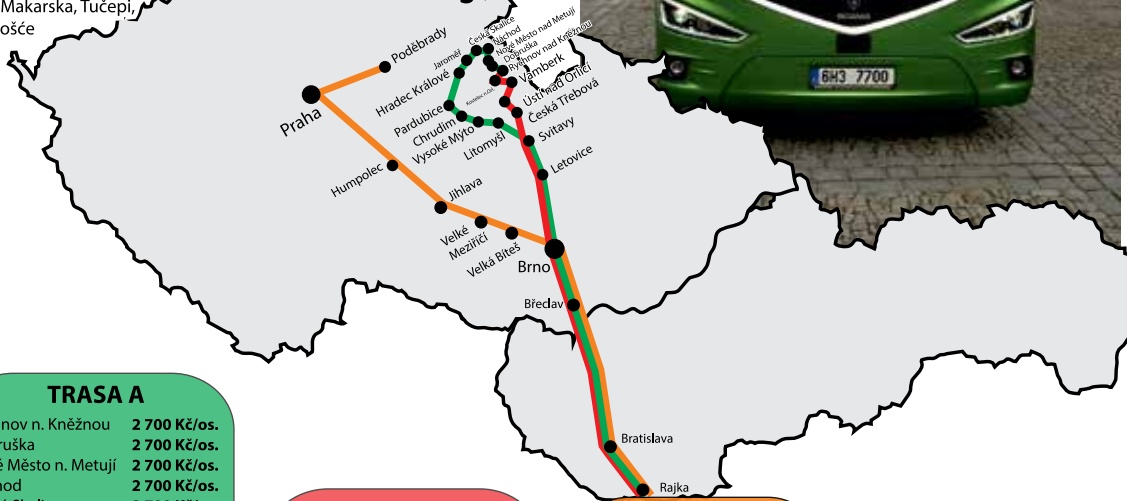 Makarska, Tučepi,
ošće
SCANIA
6H3 7700
Poděbrady
Praha
Humpolec
Jihlava
Velké
Meziříčí
Velká Bíteš
Brno
Břeclav
Bratislava
Rajka
Česká Skalice
Náchod
Nové Město nad Metují
Dobruška
Rychnov nad Kněžnou
Vamberk
Jaroměř
Hradec Králové
Pardubice
Chrudim
Vysoké Mýto
Litomyšl
Ústí nad Orlicí
Česká Třebová
Svitavy
Letovice
TRASA A
nov n. Kněžnou 2 700 Kč/os.
ruška 2 700 Kč/os.
é Město n. Metují 2 700 Kč/os.
hod 2 700 Kč/os.